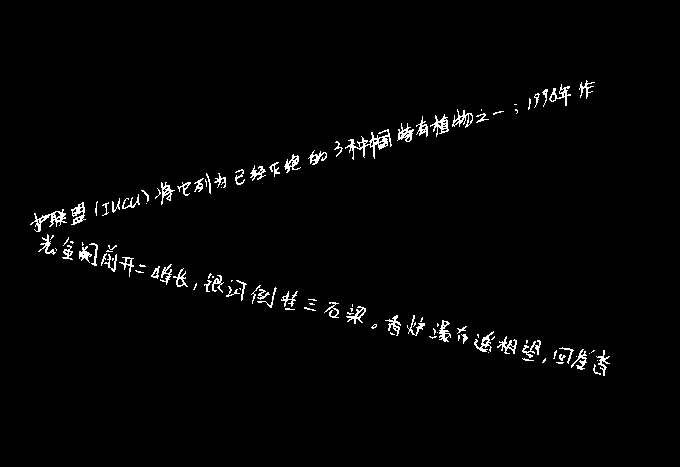 护联盟(IUCU)将它列为已经灭绝的3种中国特有植物之一；1998年作
光金阙前开二峰长，银河倒挂三石梁。香炉瀑布遥相望，回崖沓